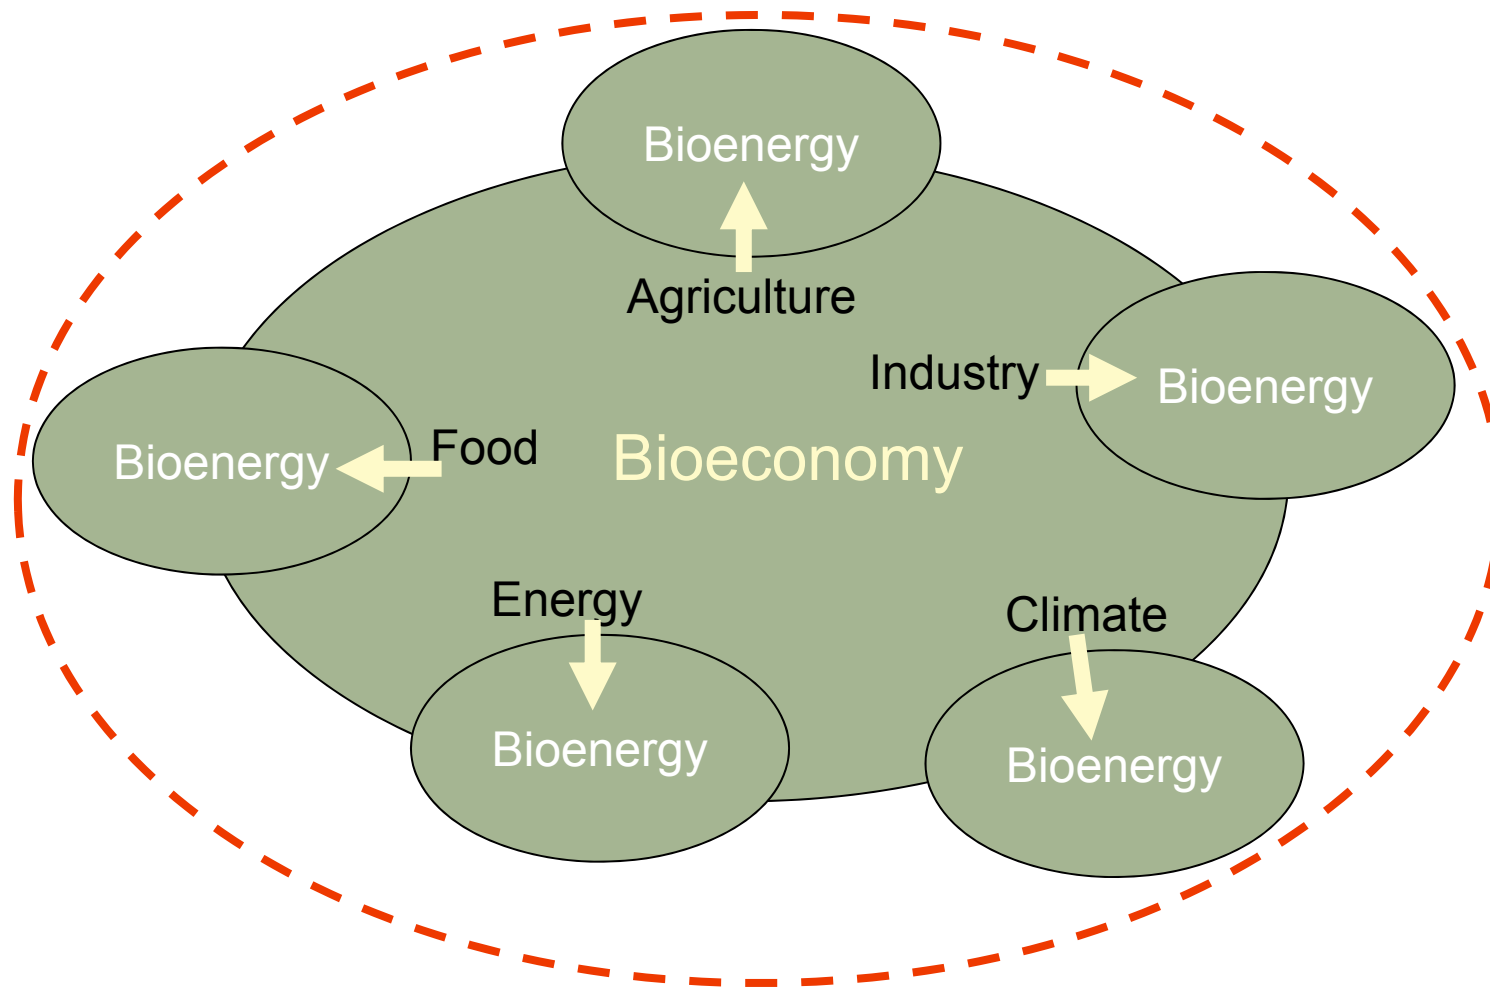 Bioenergy
Agriculture
Industry
Bioenergy
Food
Bioeconomy
Bioenergy
Energy
Climate
Bioenergy
Bioenergy